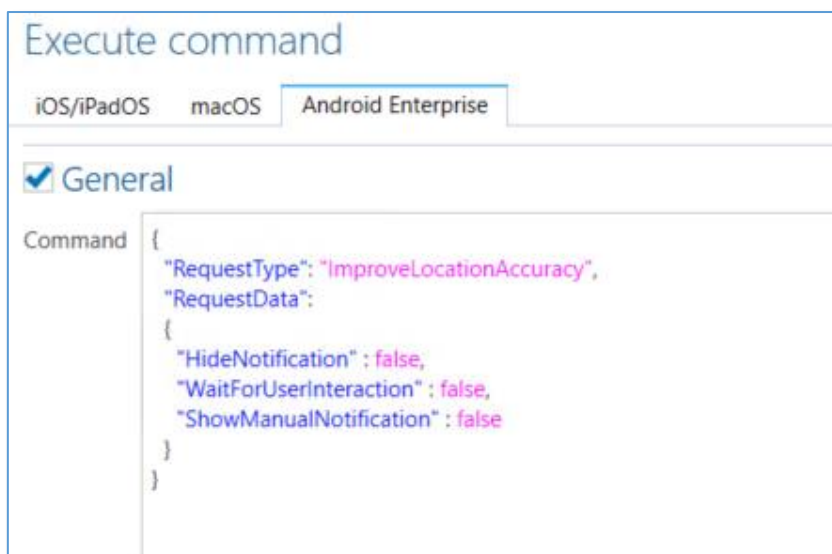 Execute command
iOS/iPadOS macOS Android Enterprise
General
Command {
"RequestType": "ImproveLocationAccuracy",
"RequestData":
{
"HideNotification" : false,
"WaitForUserInteraction" : false,
"ShowManualNotification" : false
}
}